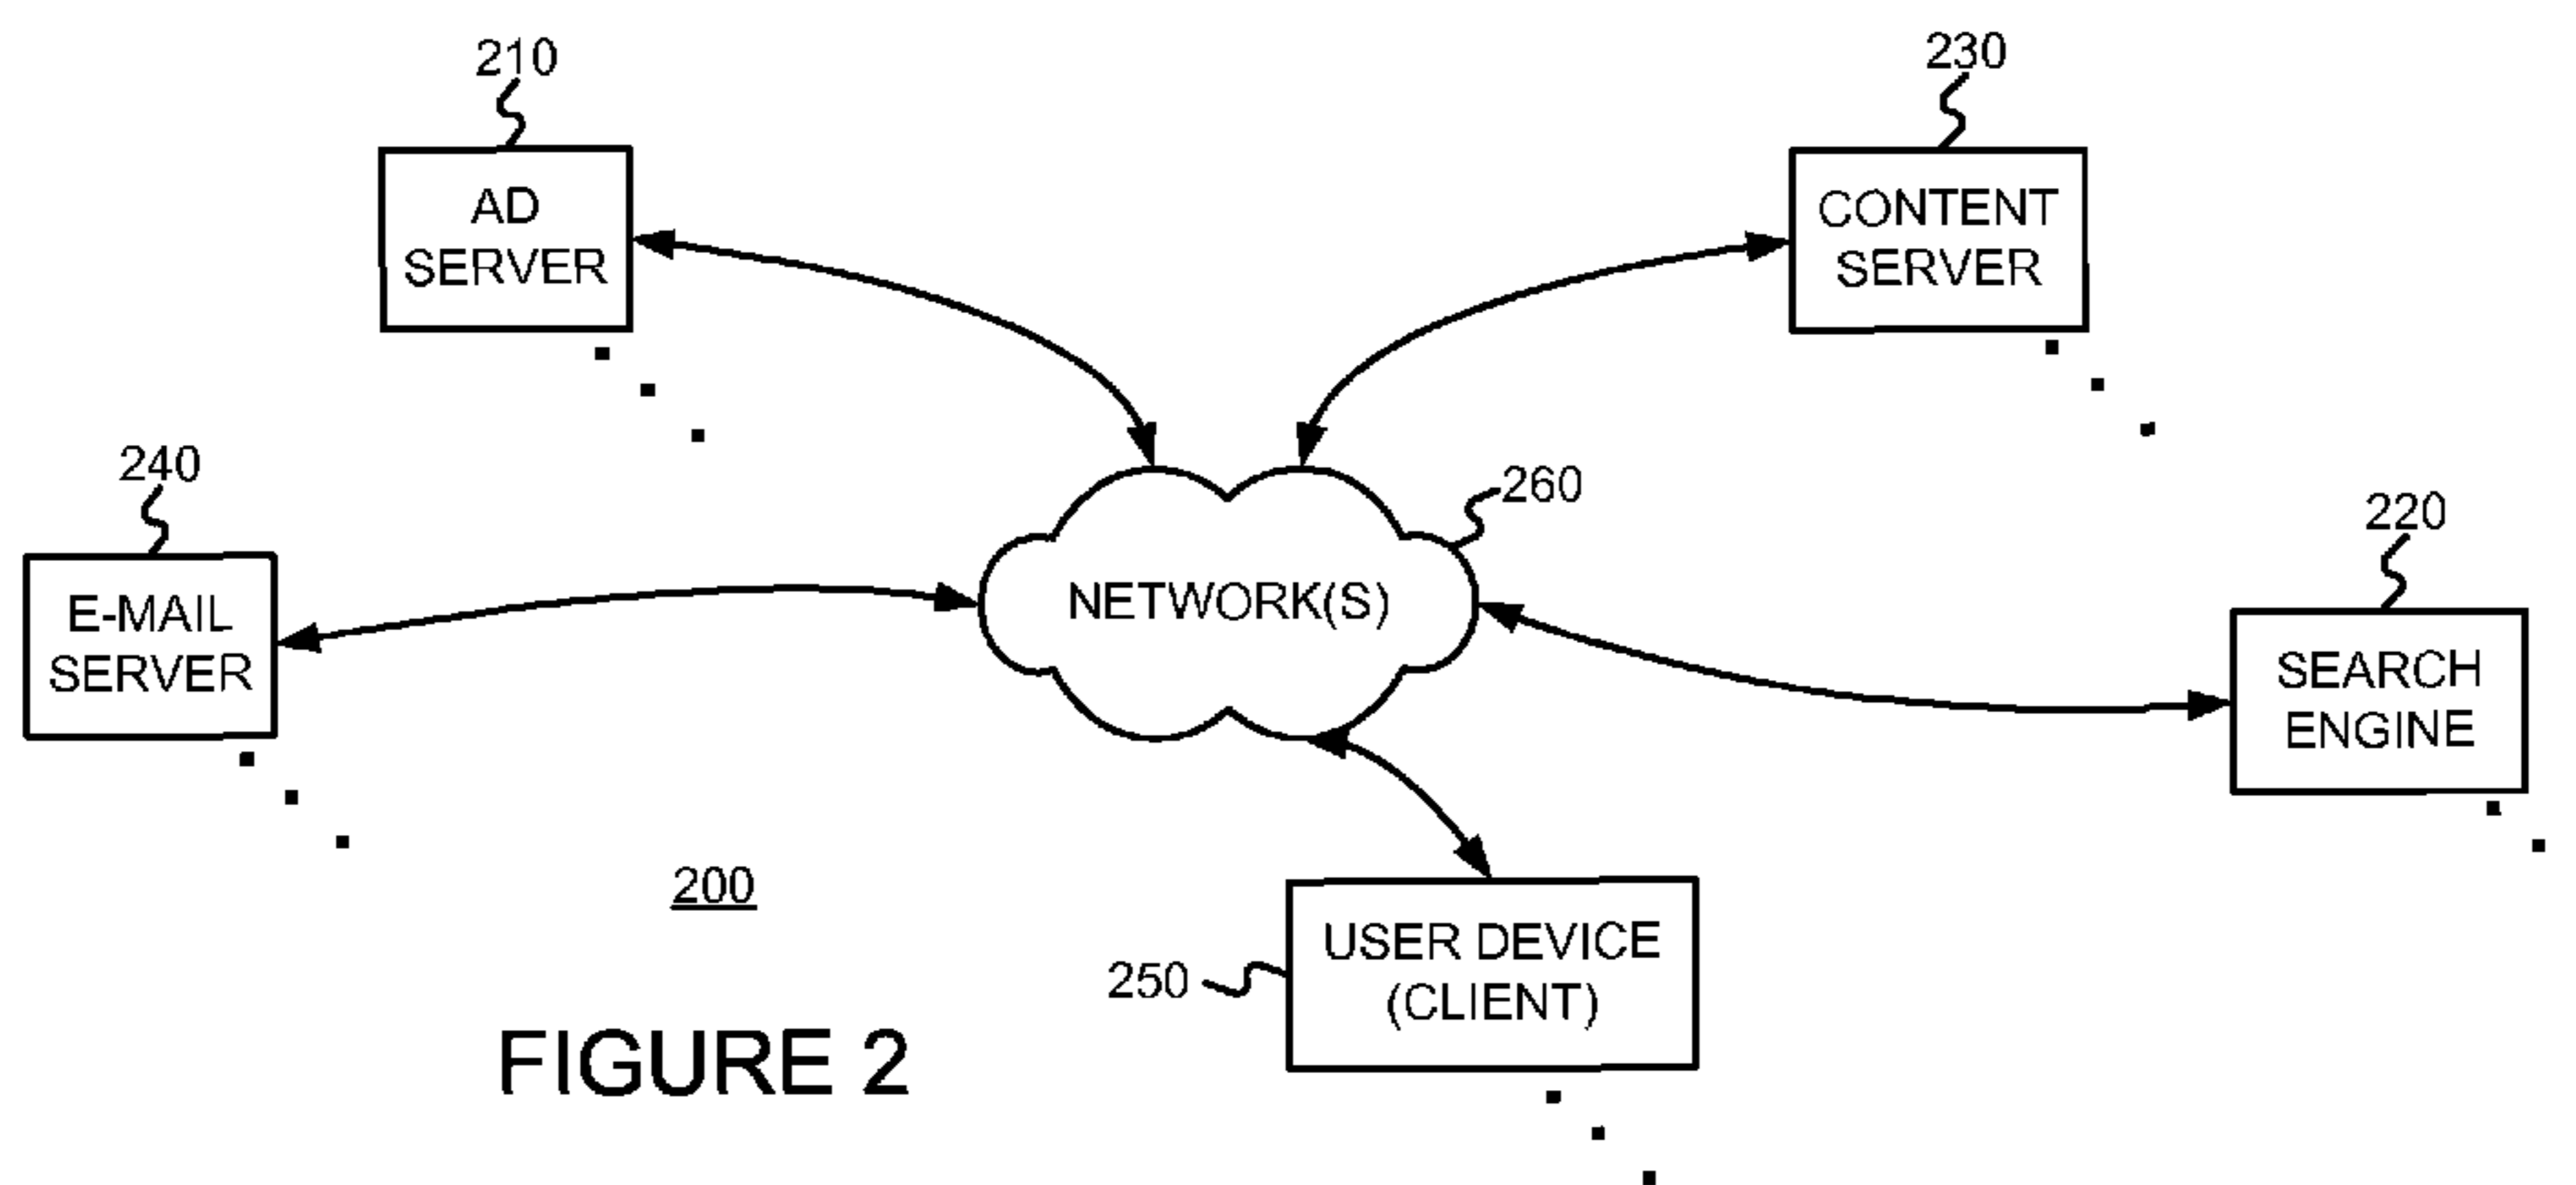 210
230
AD
SERVER
CONTENT
SERVER
240
260
220
E-MAIL
SERVER
NETWORK(S)
SEARCH
ENGINE
200
USER DEVICE
(CLIENT)
250
FIGURE 2